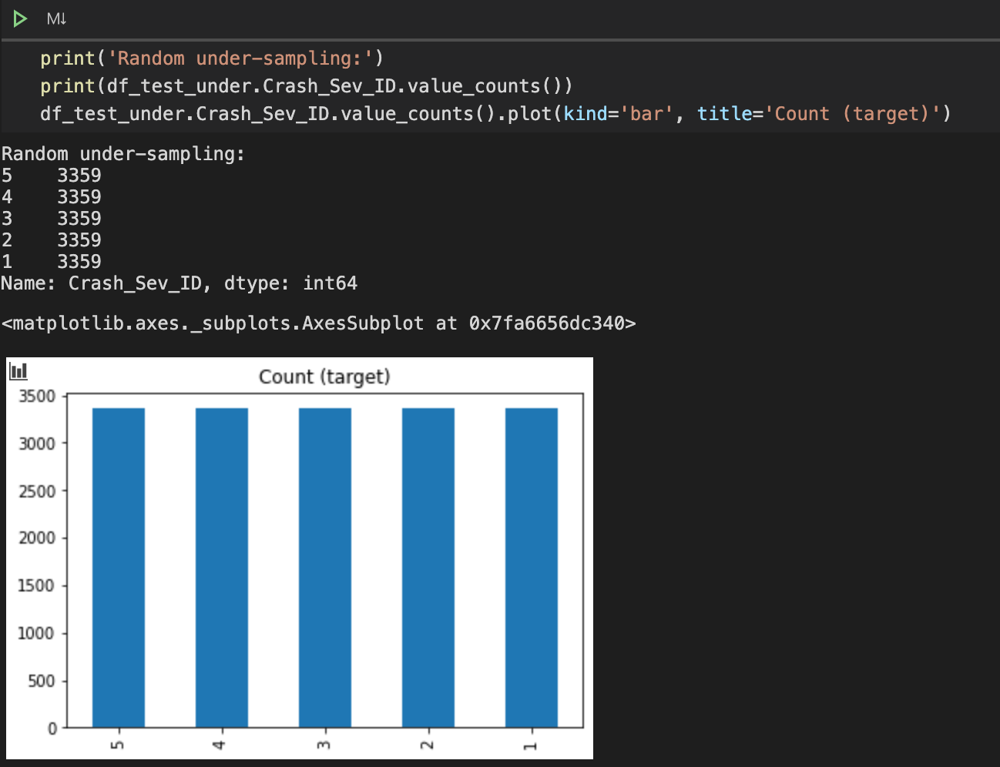 M↓
print('Random under-sampling:')
print(df_test_under.Crash_Sev_ID.value_counts())
df_test_under.Crash_Sev_ID.value_counts().plot(kind='bar', title='Count (target)')
Random under-sampling:
5    3359
4    3359
3    3359
2    3359
1    3359
Name: Crash_Sev_ID, dtype: int64
<matplotlib.axes._subplots.AxesSubplot at 0x7fa6656dc340>
Count (target)
3500
3000
2500
2000
1500
1000
500
0
5 4 3 2 1